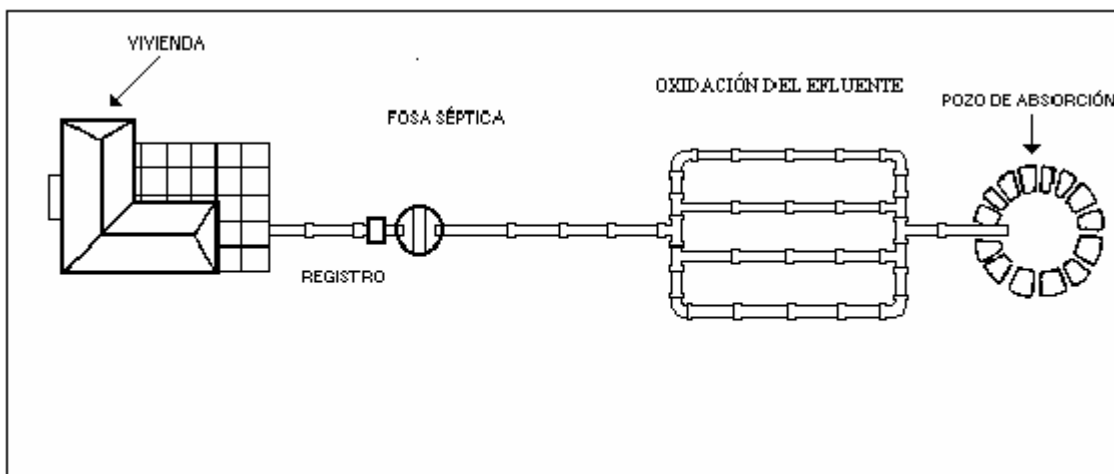 VIVIENDA
FOSA SÉPTICA
OXIDACIÓN DEL EFLUENTE
POZO DE ABSORCIÓN
REGISTRO